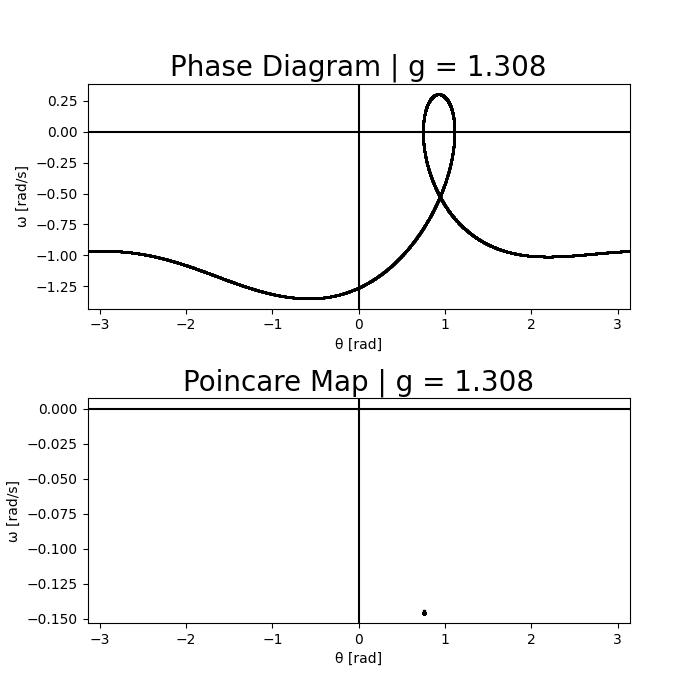 Phase Diagram | g = 1.308
0.25
0.00
−0.25
−0.50
−0.75
−1.00
−1.25
ω [rad/s]
−3 −2 −1 0 1 2 3
θ [rad]
Poincare Map | g = 1.308
0.000
−0.025
−0.050
−0.075
−0.100
−0.125
−0.150
ω [rad/s]
−3 −2 −1 0 1 2 3
θ [rad]